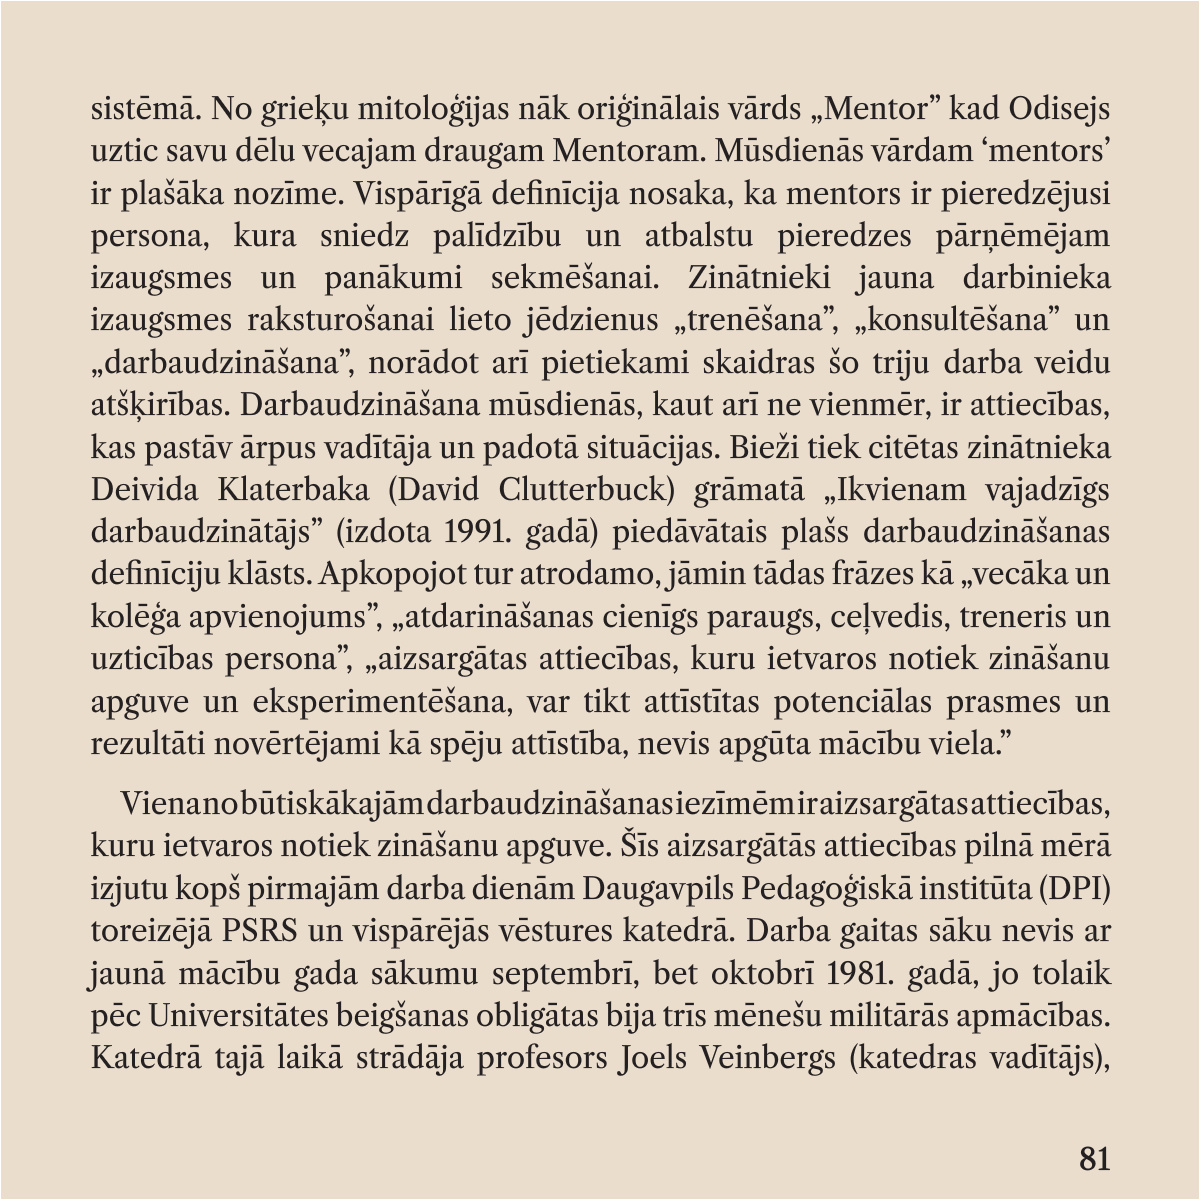 sistēmā. No grieķu mitoloģijas nāk oriģinālais vārds „Mentor” kad Odisejs
uztic savu dēlu vecajam draugam Mentoram. Mūsdienās vārdam ‘mentors’
ir plašāka nozīme. Vispārīgā definīcija nosaka, ka mentors ir pieredzējusi
persona, kura sniedz palīdzību un atbalstu pieredzes pārņēmējam
izaugsmes un panākumi sekmēšanai. Zinātnieki jauna darbinieka
izaugsmes raksturošanai lieto jēdzienus „trenēšana”, „konsultēšana” un
„darbaudzināšana”, norādot arī pietiekami skaidras šo triju darba veidu
atšķirības. Darbaudzināšana mūsdienās, kaut arī ne vienmēr, ir attiecības,
kas pastāv ārpus vadītāja un padotā situācijas. Bieži tiek citētas zinātnieka
Deivida Klaterbaka (David Clutterbuck) grāmatā „Ikvienam vajadzīgs
darbaudzinātājs” (izdota 1991. gadā) piedāvātais plašs darbaudzināšanas
definīciju klāsts. Apkopojot tur atrodamo, jāmin tādas frāzes kā „vecāka un
kolēģa apvienojums”, „atdarināšanas cienīgs paraugs, ceļvedis, treneris un
uzticības persona”, „aizsargātas attiecības, kuru ietvaros notiek zināšanu
apguve un eksperimentēšana, var tikt attīstītas potenciālas prasmes un
rezultāti novērtējami kā spēju attīstība, nevis apgūta mācību viela.”
Viena no būtiskākajām darbaudzināšanas iezīmēm ir aizsargātas attiecības,
kuru ietvaros notiek zināšanu apguve. Šīs aizsargātās attiecības pilnā mērā
izjutu kopš pirmajām darba dienām Daugavpils Pedagoģiskā institūta (DPI)
toreizējā PSRS un vispārējās vēstures katedrā. Darba gaitas sāku nevis ar
jaunā mācību gada sākumu septembrī, bet oktobrī 1981. gadā, jo tolaik
pēc Universitātes beigšanas obligātas bija trīs mēnešu militārās apmācības.
Katedrā tajā laikā strādāja profesors Joels Veinbergs (katedras vadītājs),
81